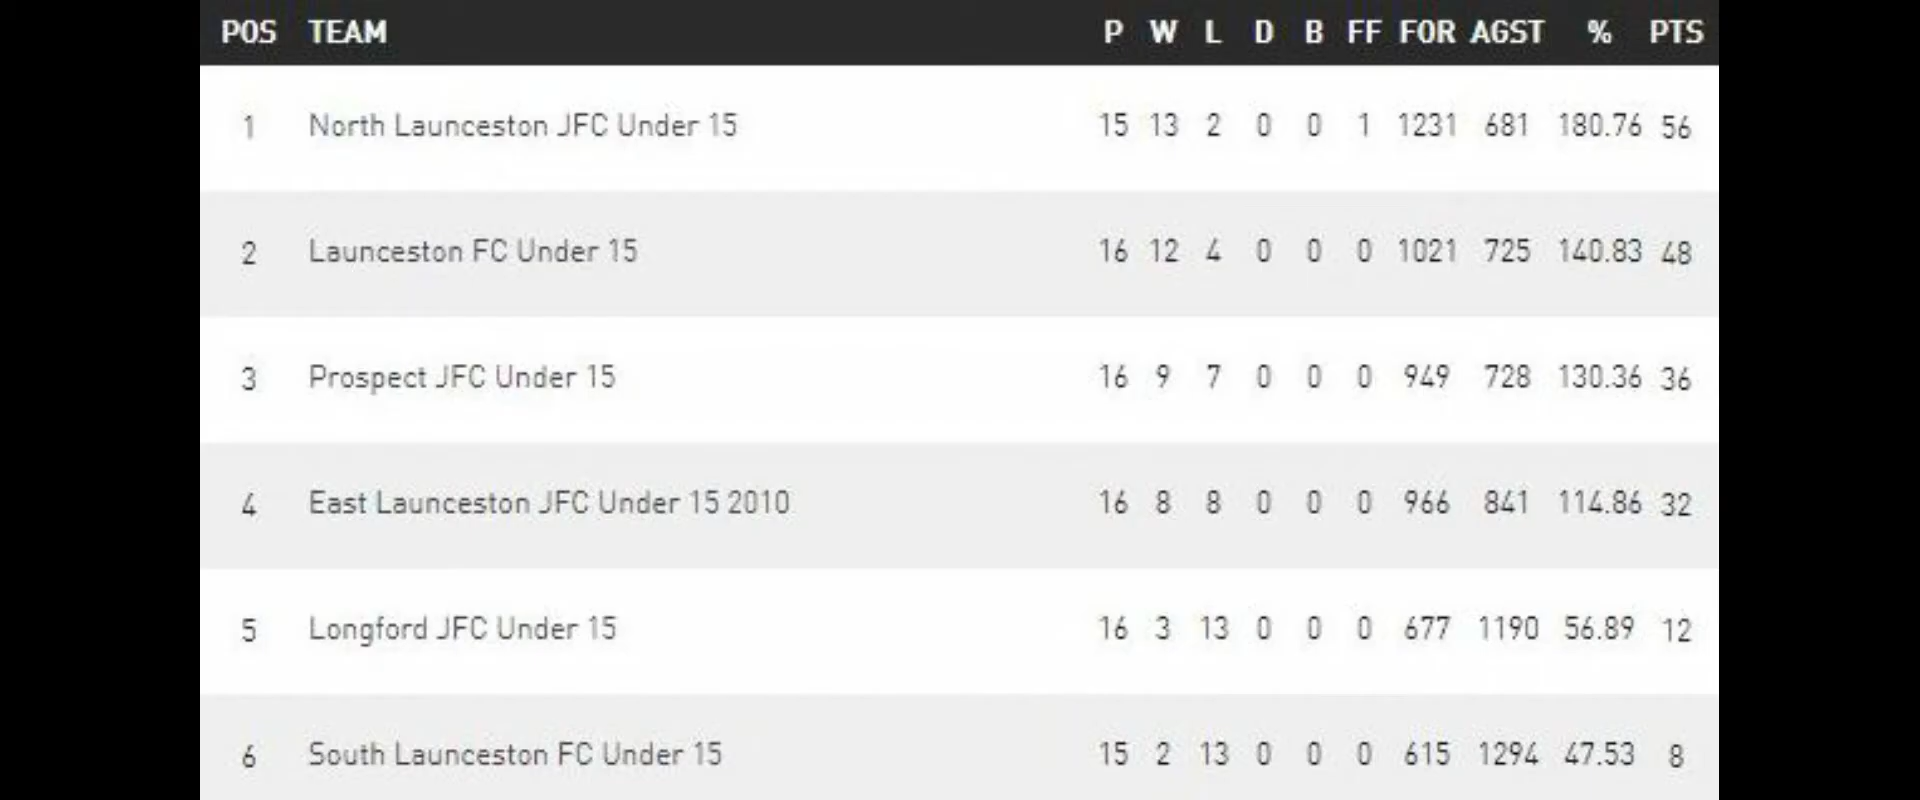 POS TEAM P W L D B FF FOR AGST % PTS
1 North Launceston JFC Under 15 15 13 2 0 0 1 1231 681 180.76 56
2 Launceston FC Under 15 16 12 4 0 0 0 1021 725 140.83 48
3 Prospect JFC Under 15 16 9 7 0 0 0 949 728 130.36 36
4 East Launceston JFC Under 15 2010 16 8 8 0 0 0 966 841 114.86 32
5 Longford JFC Under 15 16 3 13 0 0 0 677 1190 56.89 12
6 South Launceston FC Under 15 15 2 13 0 0 0 615 1294 47.53 8